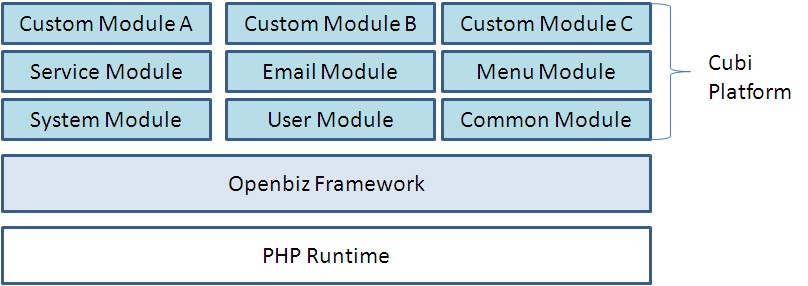 Custom Module A
Custom Module B
Custom Module C
Service Module
Email Module
Menu Module
System Module
User Module
Common Module
Cubi
Platform
Openbiz Framework
PHP Runtime